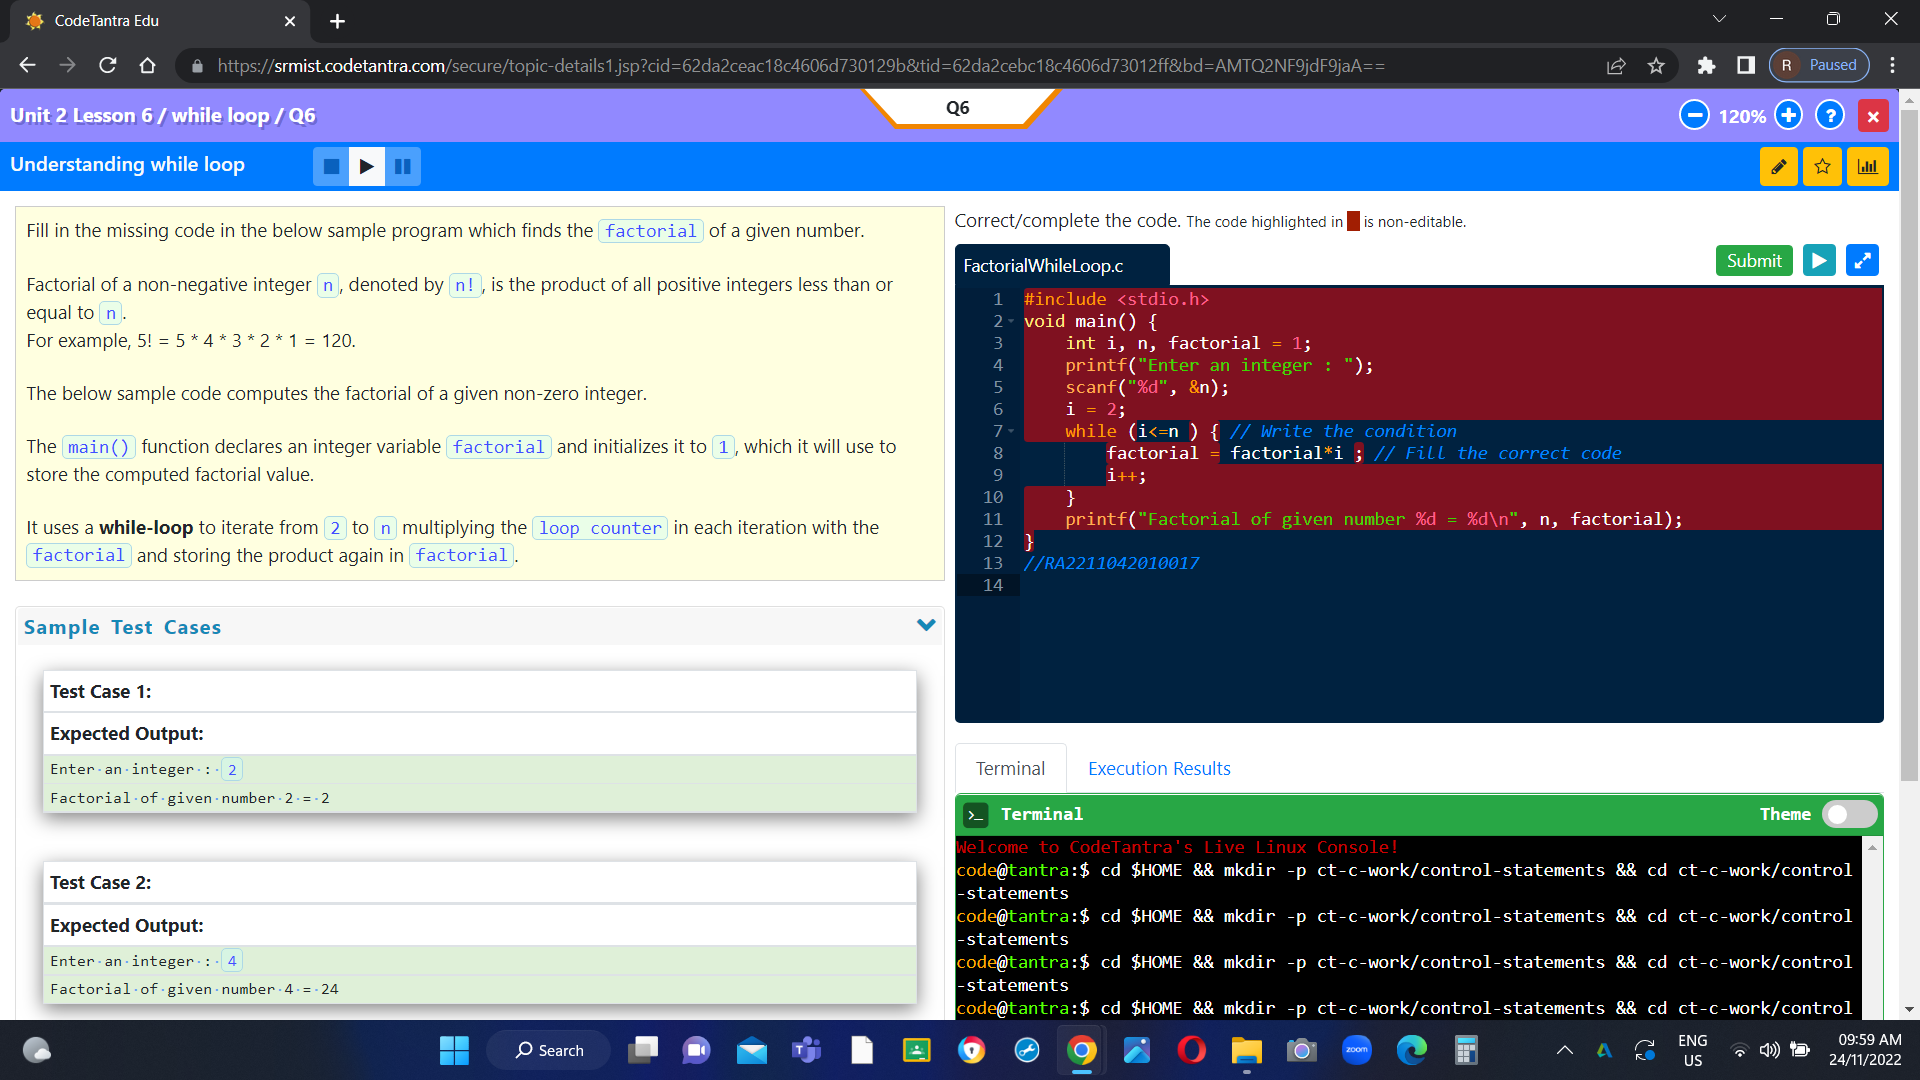 CodeTantra Edu
https://srmist.codetantra.com/secure/topic-details1.jsp?cid=62da2ceac18c4606d730129b&tid=62da2cebc18c4606d73012ff&bd=AMTQ2NF9jdF9jaA==
R Paused
Unit 2 Lesson 6 / while loop / Q6
Q6
120%
Understanding while loop
Fill in the missing code in the below sample program which finds the factorial of a given number.
Factorial of a non-negative integer n, denoted by n!, is the product of all positive integers less than or
equal to n.
For example, 5! = 5 * 4 * 3 * 2 * 1 = 120.
The below sample code computes the factorial of a given non-zero integer.
The main() function declares an integer variable factorial and initializes it to 1, which it will use to
store the computed factorial value.
It uses a while-loop to iterate from 2 to n multiplying the loop counter in each iteration with the
factorial and storing the product again in factorial.
Sample Test Cases
Test Case 1:
Expected Output:
Enter·an·integer·:·2
Factorial·of·given·number·2·=·2
Test Case 2:
Expected Output:
Enter·an·integer·:·4
Factorial·of·given·number·4·=·24
Correct/complete the code. The code highlighted in is non-editable.
FactorialWhileLoop.c
Submit
1 #include <stdio.h>
2 void main() {
3 int i, n, factorial = 1;
4 printf("Enter an integer : ");
5 scanf("%d", &n);
6 i = 2;
7 while (i<=n ) { // Write the condition
8 factorial = factorial*i ; // Fill the correct code
9 i++;
10 }
11 printf("Factorial of given number %d = %d\n", n, factorial);
12 }
13 //RA2211042010017
14
Terminal
Execution Results
Terminal
Theme
Welcome to CodeTantra's Live Linux Console!
code@tantra:$ cd $HOME && mkdir -p ct-c-work/control-statements && cd ct-c-work/control
-statements
code@tantra:$ cd $HOME && mkdir -p ct-c-work/control-statements && cd ct-c-work/control
-statements
code@tantra:$ cd $HOME && mkdir -p ct-c-work/control-statements && cd ct-c-work/control
-statements
code@tantra:$ cd $HOME && mkdir -p ct-c-work/control-statements && cd ct-c-work/control
Search
zoom
ENG
US
09:59 AM
24/11/2022